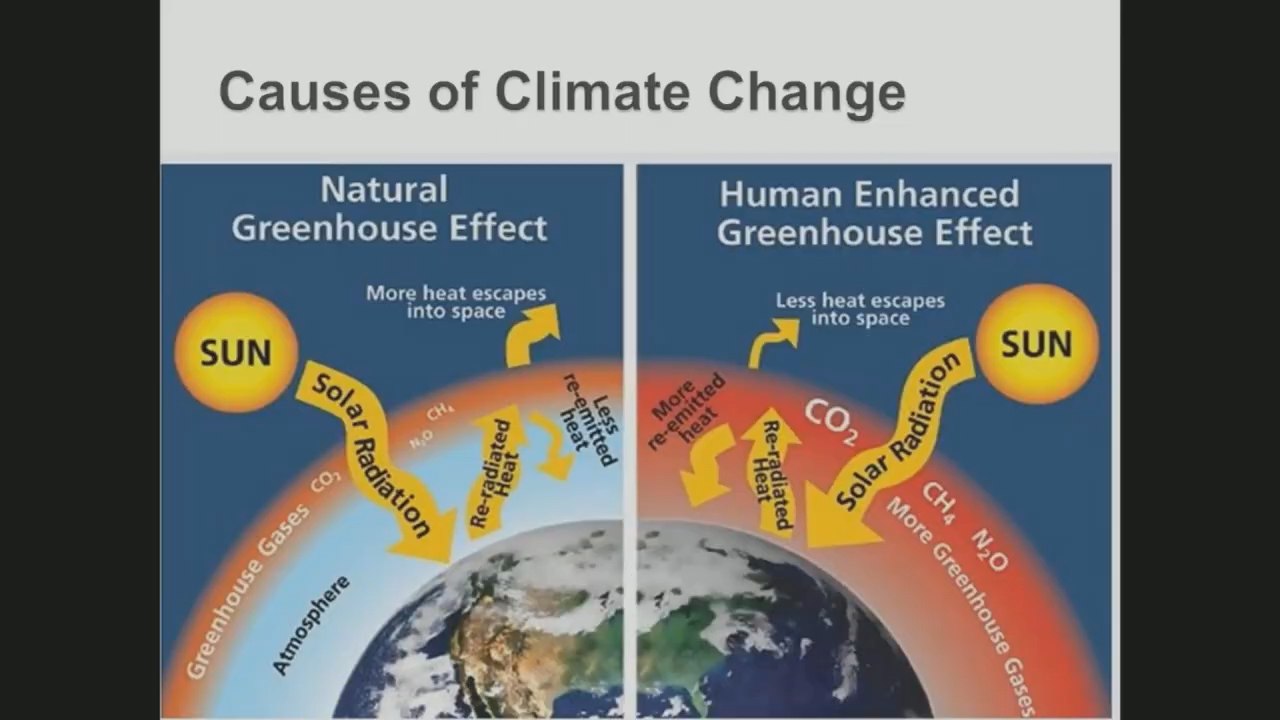 Causes of Climate Change
Natural
Greenhouse Effect
More heat escapes
into space
SUN
Solar Radiation
CH₄
N₂O
CO₂
Greenhouse Gases
Atmosphere
Re-radiated
Heat
Less
re-emitted
heat
Human Enhanced
Greenhouse Effect
Less heat escapes
into space
SUN
Solar Radiation
More
re-emitted
heat
Re-radiated
Heat
CO₂
CH₄
N₂O
More Greenhouse Gases